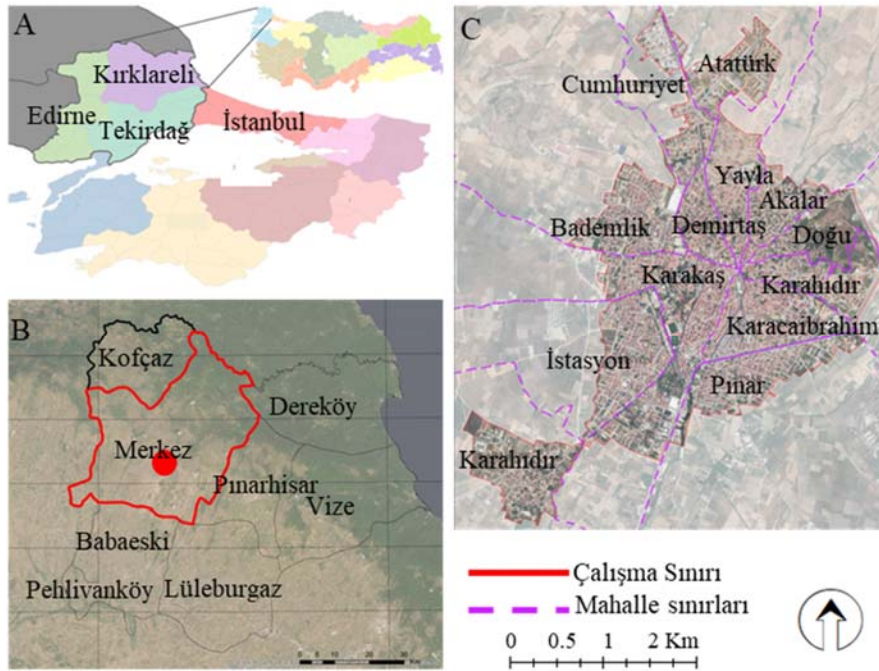 A
Kırklareli
Edirne
Tekirdağ
İstanbul
B
Kofçaz
Dereköy
Merkez
Pınarhisar
Vize
Babaeski
Pehlivanköy
Lüleburgaz
C
Atatürk
Cumhuriyet
Yayla
Akalar
Bademlik
Demirtaş
Doğu
Karakaş
Karahıdır
Karacaibrahim
İstasyon
Pınar
Karahıdır
Çalışma Sınırı
Mahalle sınırları
0 0.5 1 2 Km